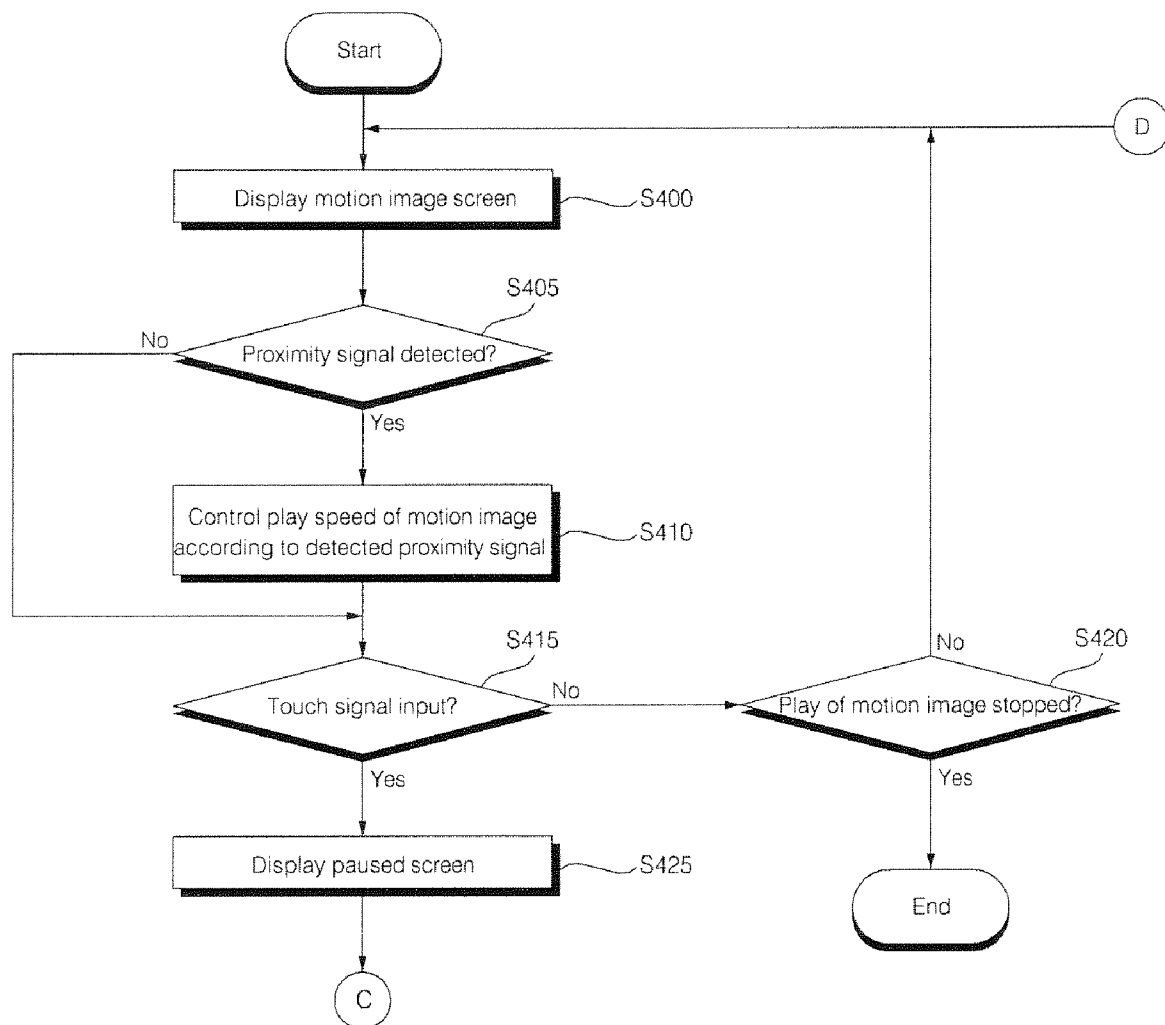 Start
D
Display motion image screen
S400
S405
No
Proximity signal detected?
Yes
Control play speed of motion image
according to detected proximity signal
S410
S415
Touch signal input?
No
No
S420
Play of motion image stopped?
Yes
Yes
Display paused screen
S425
End
C